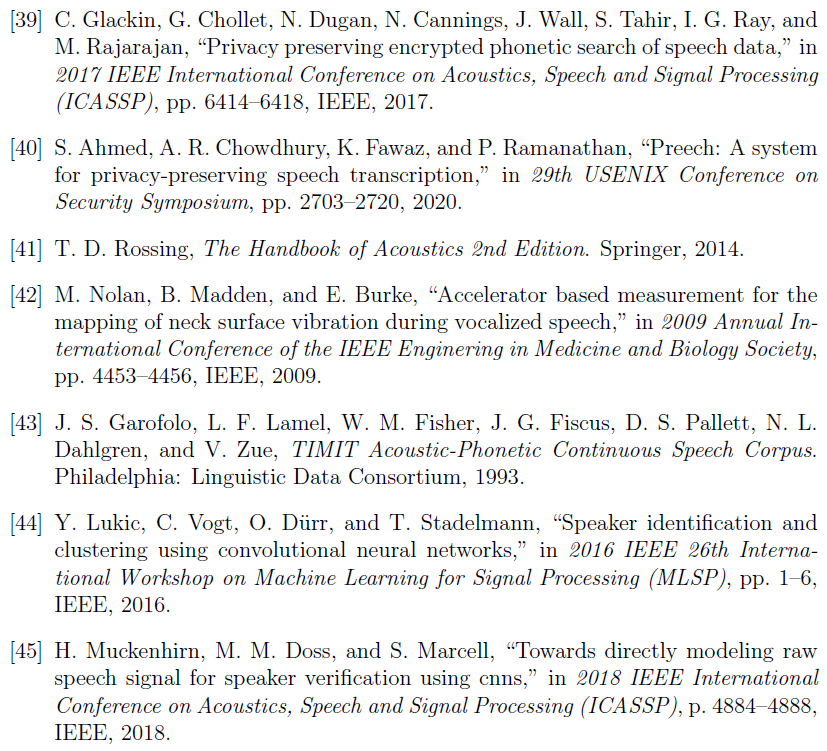 [39] C. Glackin, G. Chollet, N. Dugan, N. Cannings, J. Wall, S. Tahir, I. G. Ray, and
M. Rajarajan, “Privacy preserving encrypted phonetic search of speech data,” in
2017 IEEE International Conference on Acoustics, Speech and Signal Processing
(ICASSP), pp. 6414–6418, IEEE, 2017.
[40] S. Ahmed, A. R. Chowdhury, K. Fawaz, and P. Ramanathan, “Preech: A system
for privacy-preserving speech transcription,” in 29th USENIX Conference on
Security Symposium, pp. 2703–2720, 2020.
[41] T. D. Rossing, The Handbook of Acoustics 2nd Edition. Springer, 2014.
[42] M. Nolan, B. Madden, and E. Burke, “Accelerator based measurement for the
mapping of neck surface vibration during vocalized speech,” in 2009 Annual In-
ternational Conference of the IEEE Enginering in Medicine and Biology Society,
pp. 4453–4456, IEEE, 2009.
[43] J. S. Garofolo, L. F. Lamel, W. M. Fisher, J. G. Fiscus, D. S. Pallett, N. L.
Dahlgren, and V. Zue, TIMIT Acoustic-Phonetic Continuous Speech Corpus.
Philadelphia: Linguistic Data Consortium, 1993.
[44] Y. Lukic, C. Vogt, O. Dürr, and T. Stadelmann, “Speaker identification and
clustering using convolutional neural networks,” in 2016 IEEE 26th Interna-
tional Workshop on Machine Learning for Signal Processing (MLSP), pp. 1–6,
IEEE, 2016.
[45] H. Muckenhirn, M. M. Doss, and S. Marcell, “Towards directly modeling raw
speech signal for speaker verification using cnns,” in 2018 IEEE International
Conference on Acoustics, Speech and Signal Processing (ICASSP), p. 4884–4888,
IEEE, 2018.